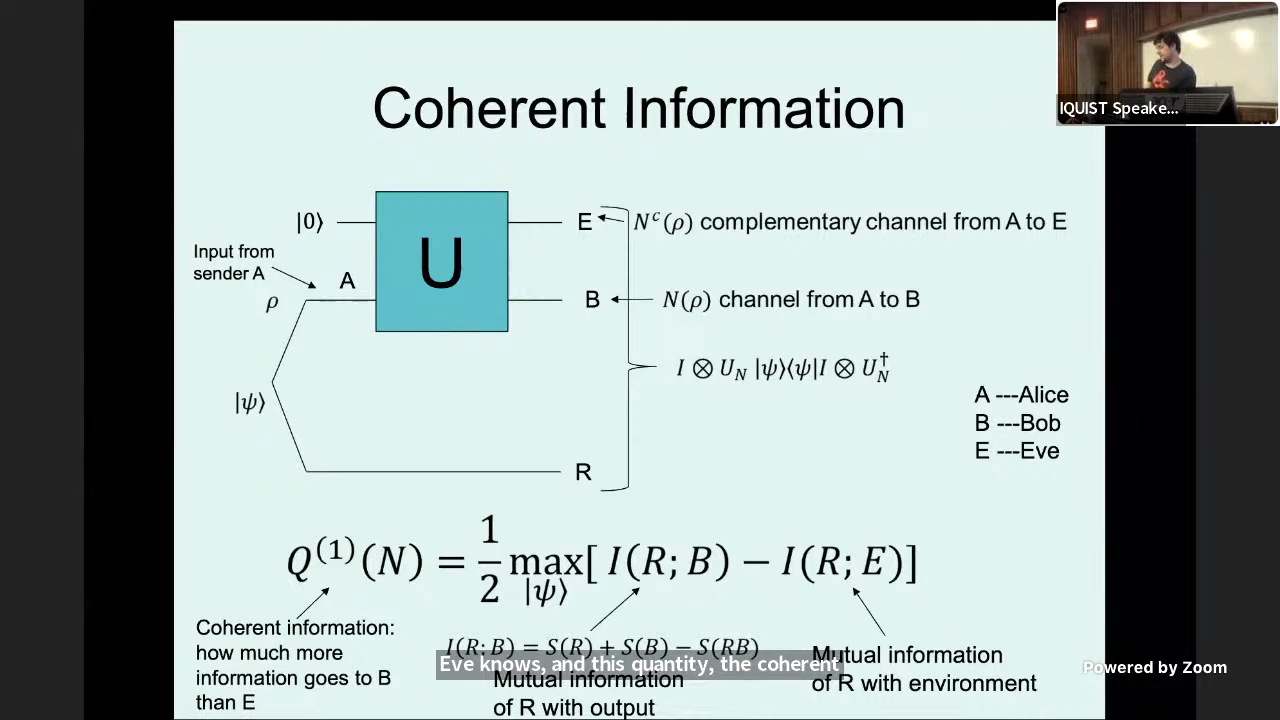 Coherent Information
IQUIST Speake...
|0⟩
E
N^c(ρ) complementary channel from A to E
Input from
sender A
A
U
ρ
B
N(ρ) channel from A to B
I ⊗ U_N |ψ⟩⟨ψ|I ⊗ U_N^†
|ψ⟩
A ---Alice
B ---Bob
E ---Eve
R
Q^(1)(N) = 1/2 max_|ψ⟩ [ I(R; B) − I(R; E)]
Coherent information:
how much more
information goes to B
than E
I(R; B) = S(R) + S(B) − S(RB)
Eve knows, and this quantity, the coherent
Mutual information
of R with output
Mutual information
of R with environment
Powered by Zoom